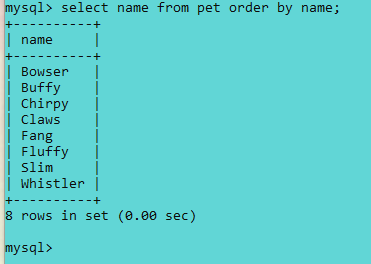 mysql> select name from pet order by name;
+----------+
| name     |
+----------+
| Bowser   |
| Buffy    |
| Chirpy   |
| Claws    |
| Fang     |
| Fluffy   |
| Slim     |
| Whistler |
+----------+
8 rows in set (0.00 sec)
mysql>